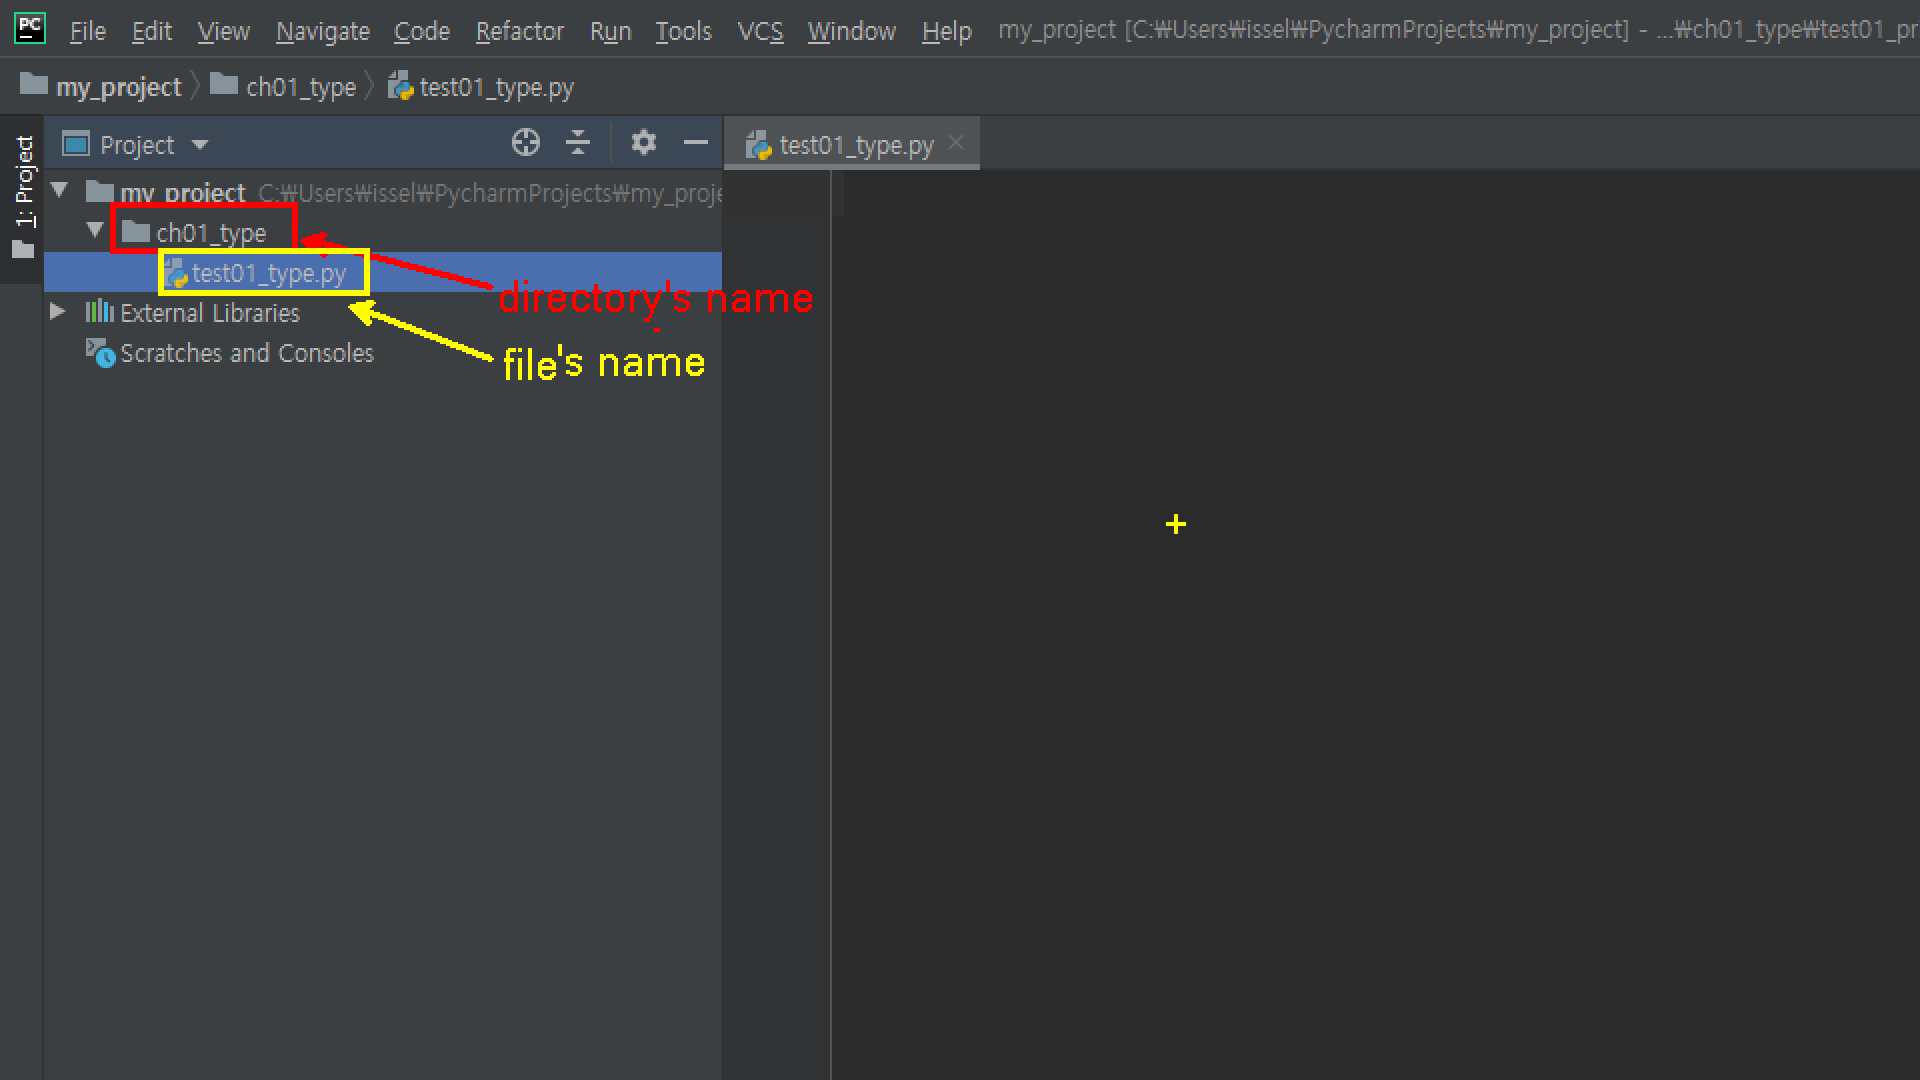 PC
File Edit View Navigate Code Refactor Run Tools VCS Window Help my_project [C:₩Users₩issel₩PycharmProjects₩my_project] - ...₩ch01_type₩test01_pr
my_project ch01_type test01_type.py
1: Project
Project
test01_type.py
my_project C:₩Users₩issel₩PycharmProjects₩my_proje
ch01_type
test01_type.py
directory's name
External Libraries
file's name
Scratches and Consoles